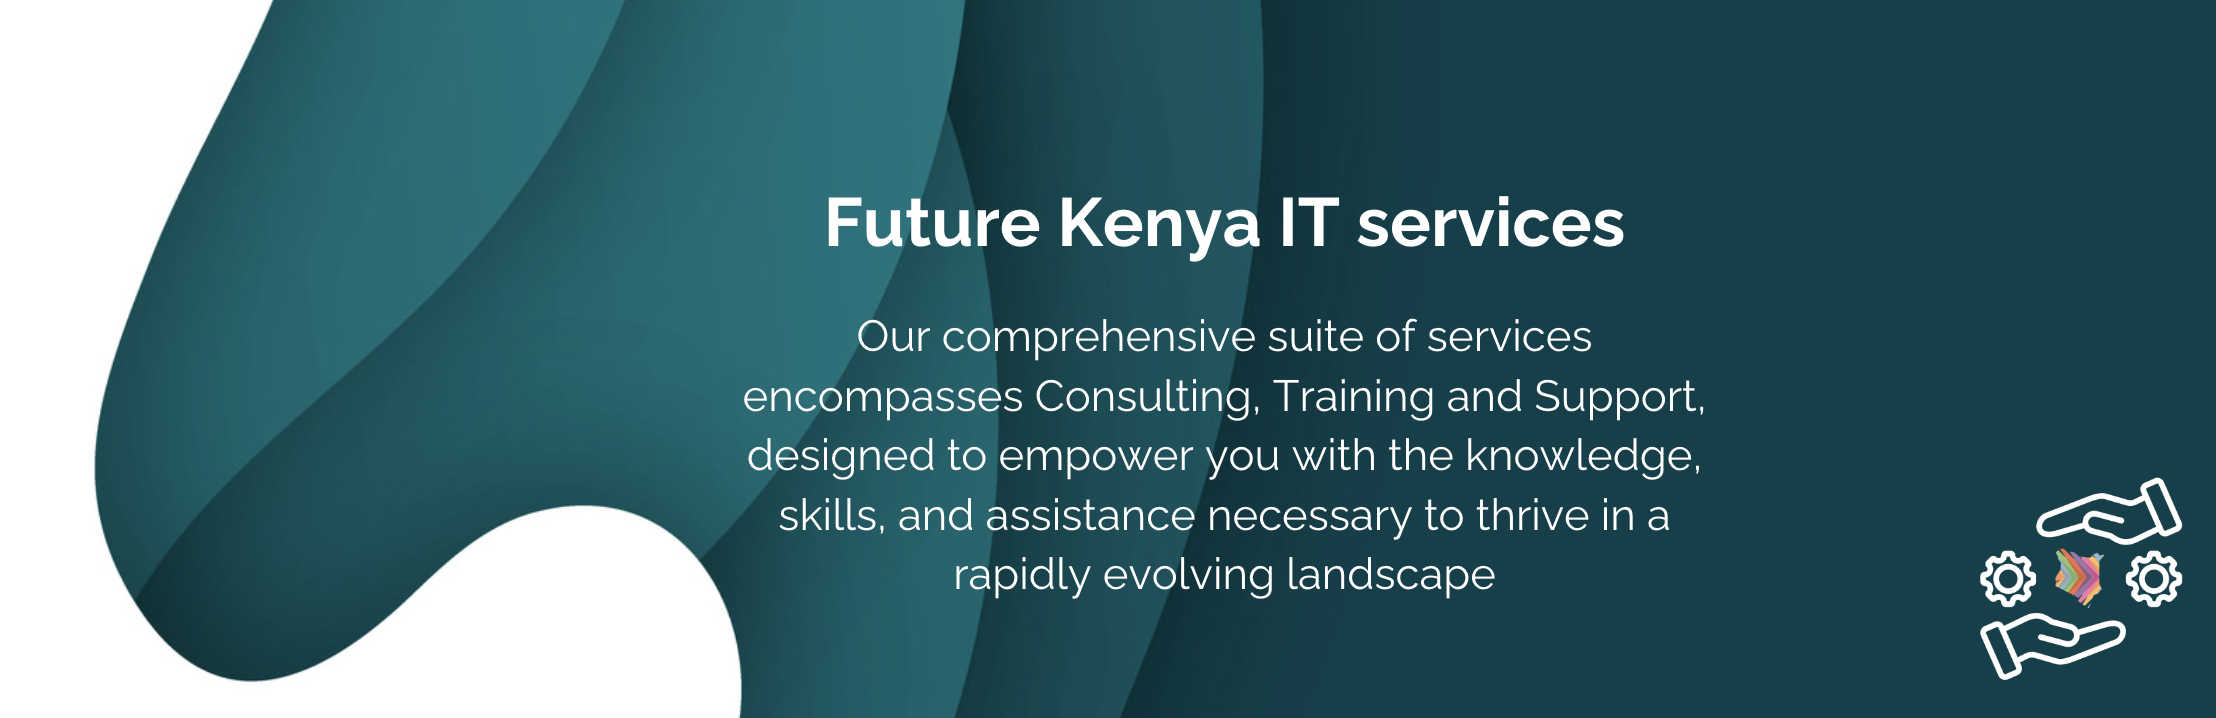 Future Kenya IT services
Our comprehensive suite of services
encompasses Consulting, Training and Support,
designed to empower you with the knowledge,
skills, and assistance necessary to thrive in a
rapidly evolving landscape